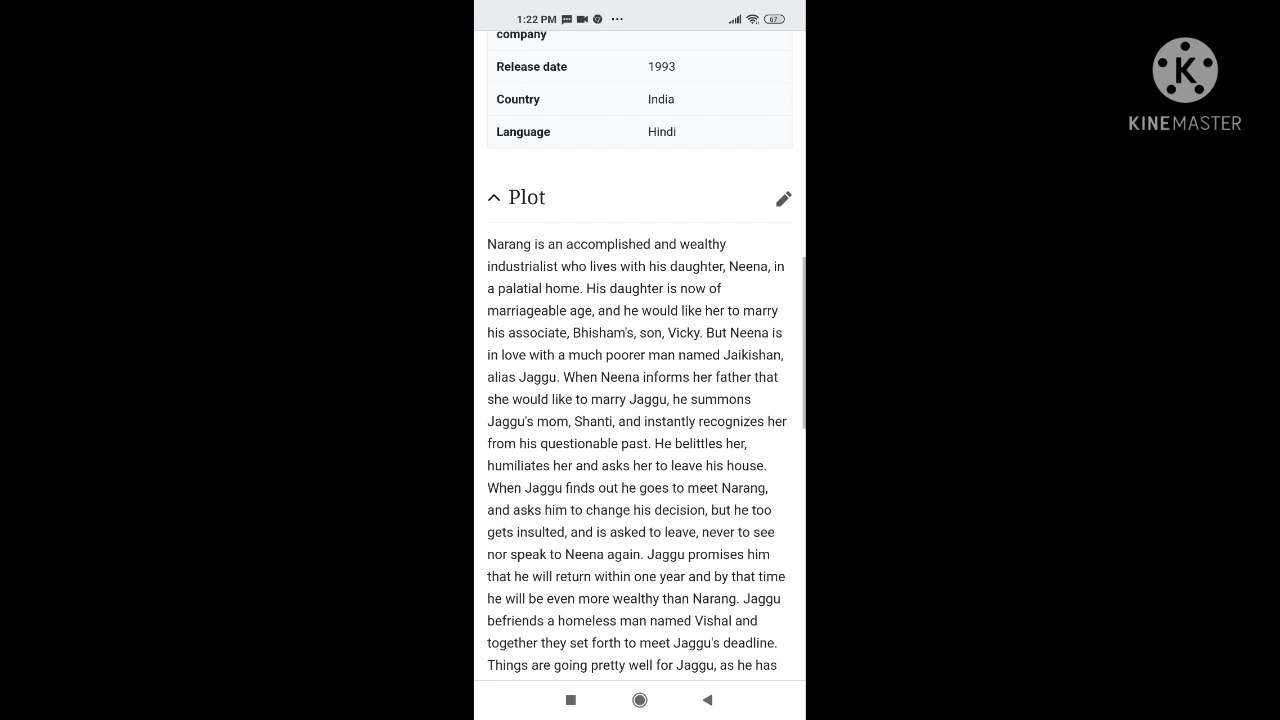 1:22 PM
67
company
Release date 1993
Country India
Language Hindi
Plot
Narang is an accomplished and wealthy
industrialist who lives with his daughter, Neena, in
a palatial home. His daughter is now of
marriageable age, and he would like her to marry
his associate, Bhisham's, son, Vicky. But Neena is
in love with a much poorer man named Jaikishan,
alias Jaggu. When Neena informs her father that
she would like to marry Jaggu, he summons
Jaggu's mom, Shanti, and instantly recognizes her
from his questionable past. He belittles her,
humiliates her and asks her to leave his house.
When Jaggu finds out he goes to meet Narang,
and asks him to change his decision, but he too
gets insulted, and is asked to leave, never to see
nor speak to Neena again. Jaggu promises him
that he will return within one year and by that time
he will be even more wealthy than Narang. Jaggu
befriends a homeless man named Vishal and
together they set forth to meet Jaggu's deadline.
Things are going pretty well for Jaggu, as he has
K
KINEMASTER